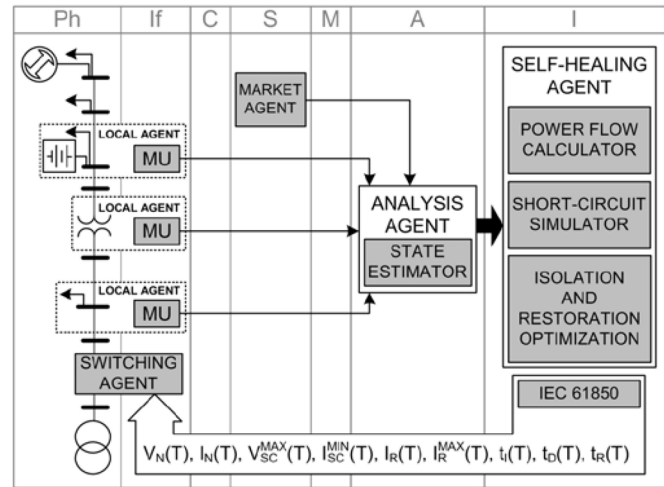 Ph If C S M A I
SELF-HEALING
AGENT
MARKET
AGENT
POWER FLOW
CALCULATOR
LOCAL AGENT
MU
ANALYSIS
AGENT
STATE
ESTIMATOR
SHORT-CIRCUIT
SIMULATOR
LOCAL AGENT
MU
ISOLATION
AND
RESTORATION
OPTIMIZATION
LOCAL AGENT
MU
SWITCHING
AGENT
IEC 61850
V_N(T), I_N(T), V_SC^MAX(T), I_SC^MIN(T), I_R(T), I_R^MAX(T), t_I(T), t_D(T), t_R(T)